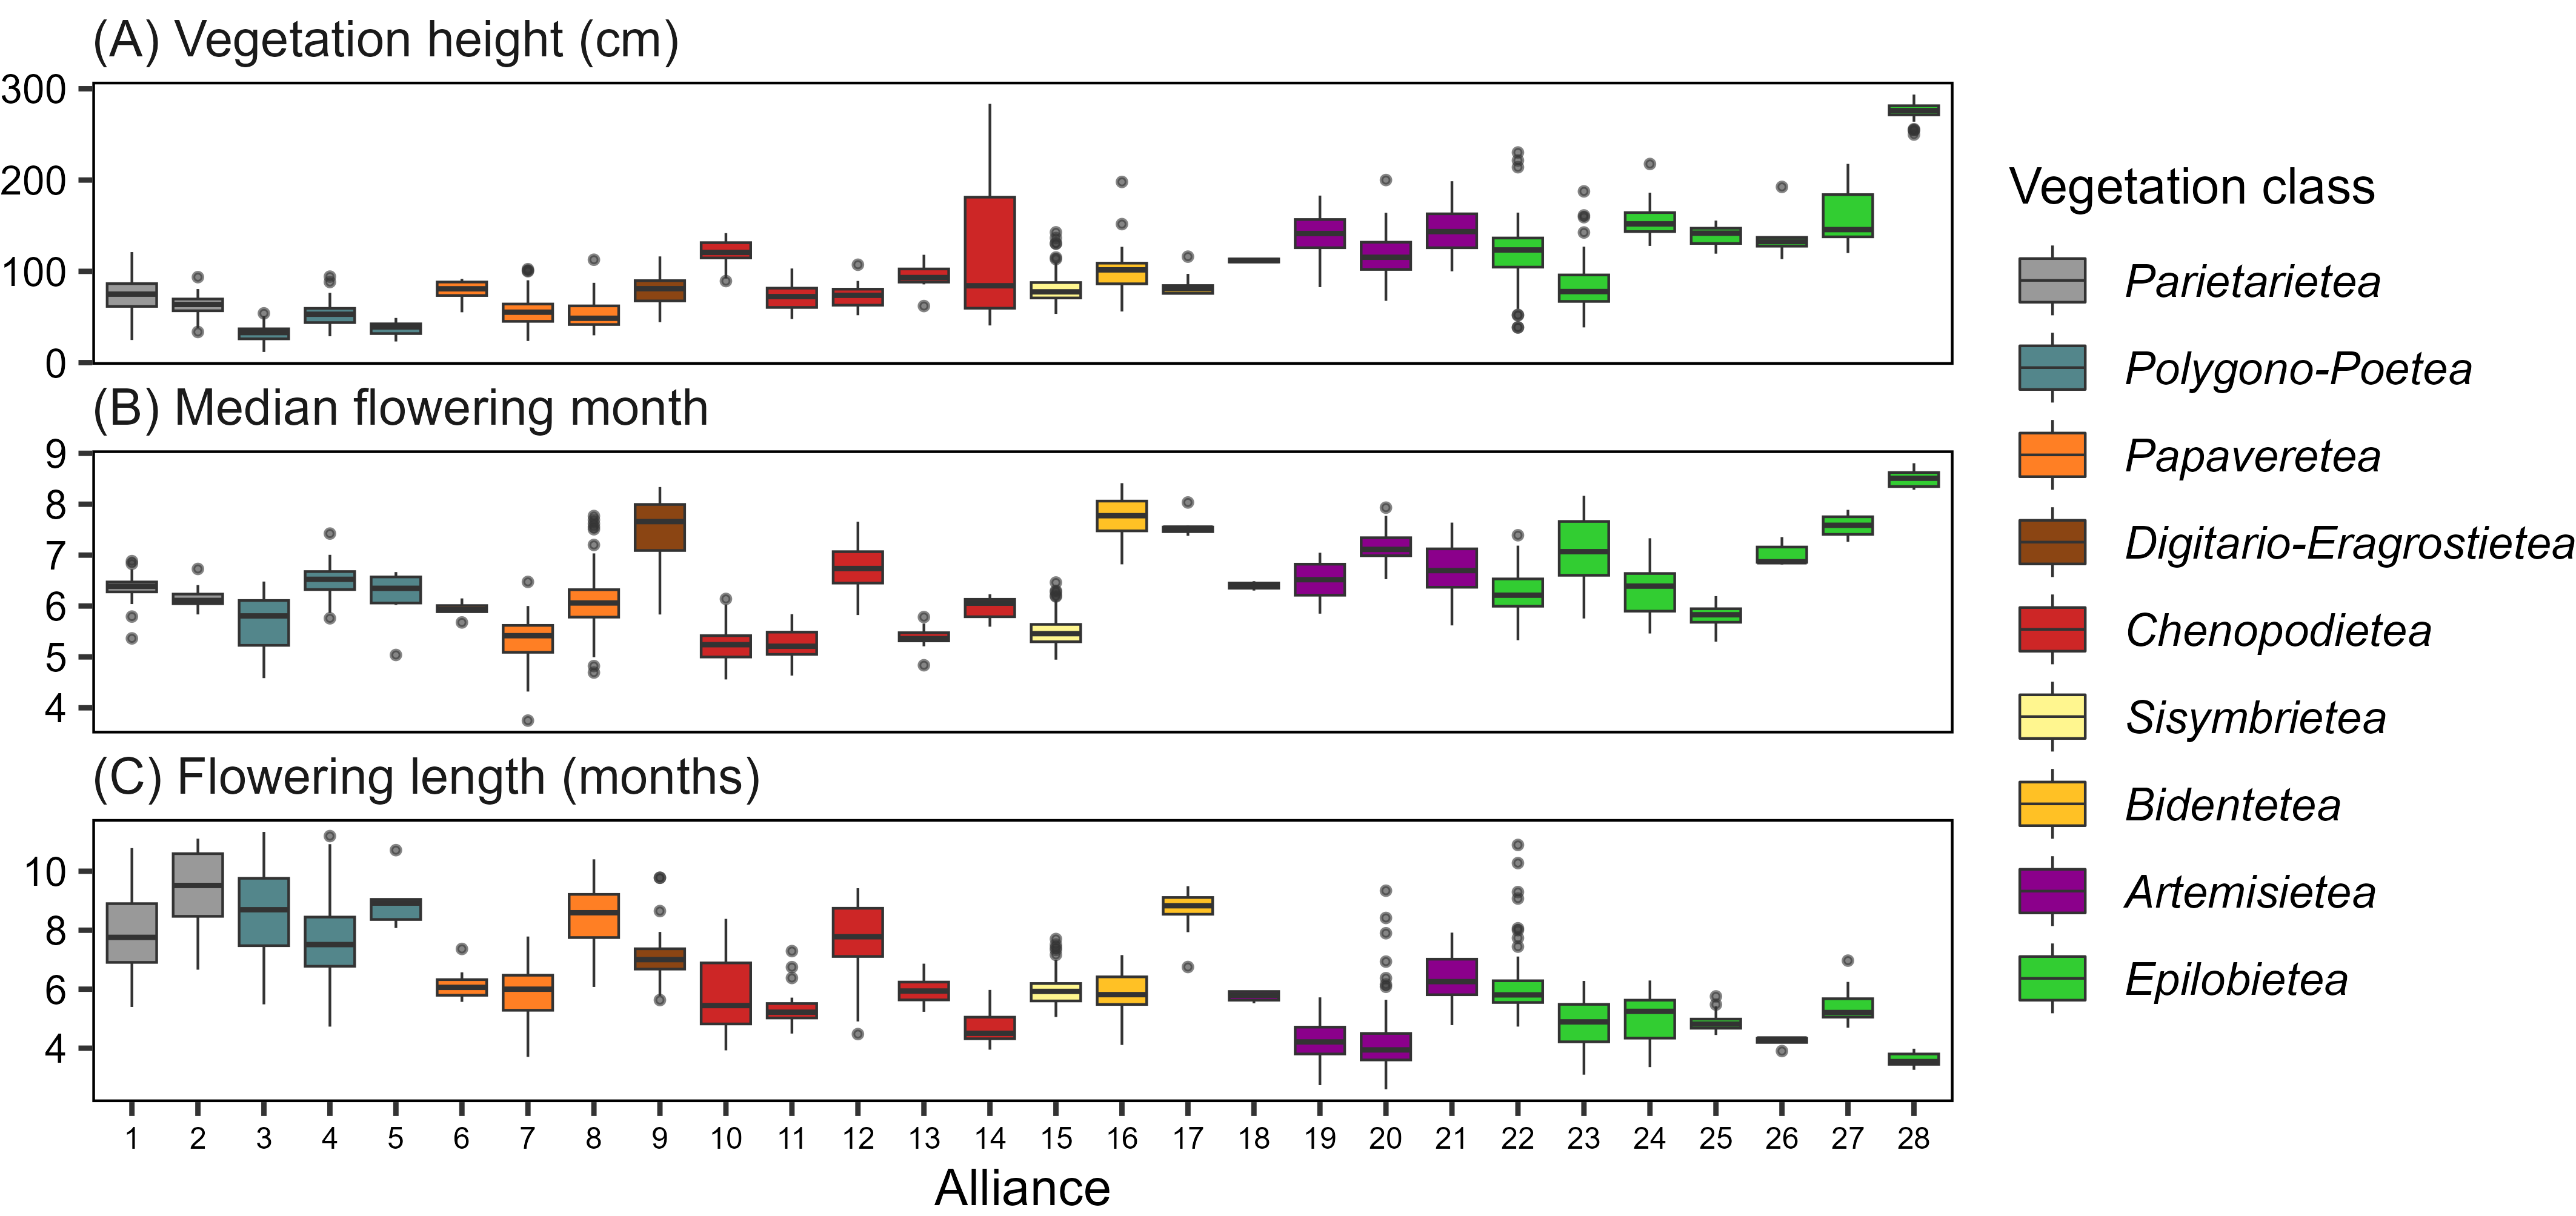 (A) Vegetation height (cm)
300
200
100
0
(B) Median flowering month
9
8
7
6
5
4
(C) Flowering length (months)
10
8
6
4
1 2 3 4 5 6 7 8 9 10 11 12 13 14 15 16 17 18 19 20 21 22 23 24 25 26 27 28
Alliance
Vegetation class
Parietarietea
Polygono-Poetea
Papaveretea
Digitario-Eragrostietea
Chenopodietea
Sisymbrietea
Bidentetea
Artemisietea
Epilobietea